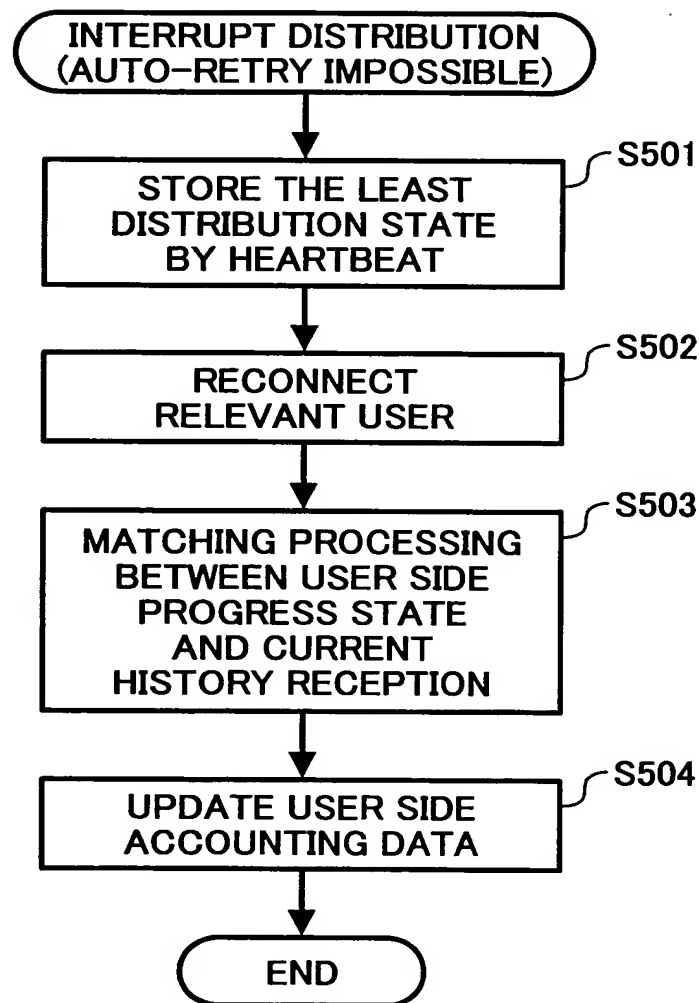 INTERRUPT DISTRIBUTION
(AUTO-RETRY IMPOSSIBLE)
S501
STORE THE LEAST
DISTRIBUTION STATE
BY HEARTBEAT
S502
RECONNECT
RELEVANT USER
S503
MATCHING PROCESSING
BETWEEN USER SIDE
PROGRESS STATE
AND CURRENT
HISTORY RECEPTION
S504
UPDATE USER SIDE
ACCOUNTING DATA
END